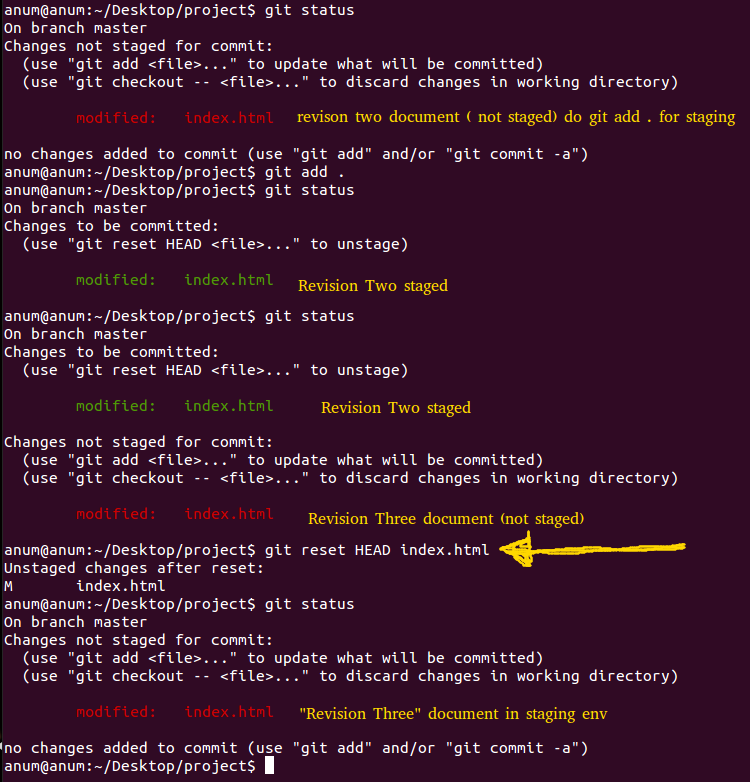 anum@anum:~/Desktop/project$ git status
On branch master
Changes not staged for commit:
  (use "git add <file>..." to update what will be committed)
  (use "git checkout -- <file>..." to discard changes in working directory)
        modified:   index.html   revison two document ( not staged) do git add . for staging
no changes added to commit (use "git add" and/or "git commit -a")
anum@anum:~/Desktop/project$ git add .
anum@anum:~/Desktop/project$ git status
On branch master
Changes to be committed:
  (use "git reset HEAD <file>..." to unstage)
        modified:   index.html   Revision Two staged
anum@anum:~/Desktop/project$ git status
On branch master
Changes to be committed:
  (use "git reset HEAD <file>..." to unstage)
        modified:   index.html   Revision Two staged
Changes not staged for commit:
  (use "git add <file>..." to update what will be committed)
  (use "git checkout -- <file>..." to discard changes in working directory)
        modified:   index.html   Revision Three document (not staged)
anum@anum:~/Desktop/project$ git reset HEAD index.html
Unstaged changes after reset:
M       index.html
anum@anum:~/Desktop/project$ git status
On branch master
Changes not staged for commit:
  (use "git add <file>..." to update what will be committed)
  (use "git checkout -- <file>..." to discard changes in working directory)
        modified:   index.html   "Revision Three" document in staging env
no changes added to commit (use "git add" and/or "git commit -a")
anum@anum:~/Desktop/project$